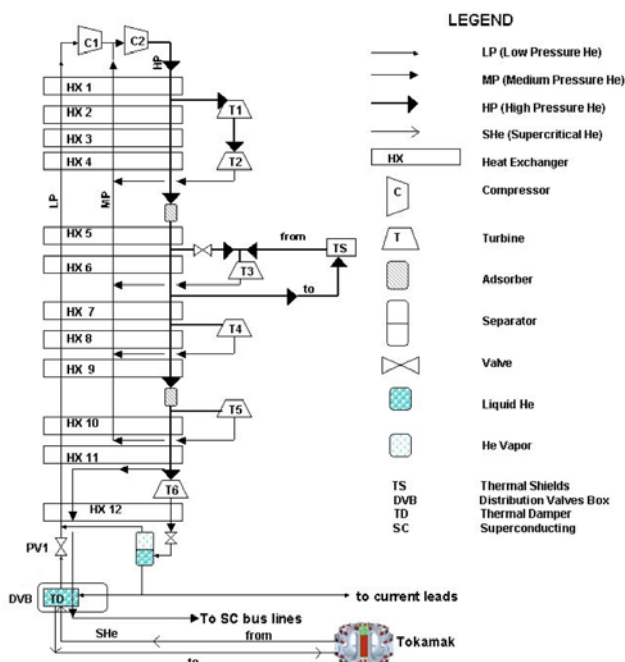 LEGEND
C1
C2
HP
LP (Low Pressure He)
MP (Medium Pressure He)
HP (High Pressure He)
SHe (Supercritical He)
HX
Heat Exchanger
C
Compressor
T
Turbine
Adsorber
Separator
Valve
Liquid He
He Vapor
TS
Thermal Shields
DVB
Distribution Valves Box
TD
Thermal Damper
SC
Superconducting
HX 1
HX 2
HX 3
HX 4
T1
T2
LP
MP
HX 5
from
TS
HX 6
T3
to
HX 7
HX 8
T4
HX 9
HX 10
T5
HX 11
T6
HX 12
PV1
DVB
TD
to current leads
To SC bus lines
SHe
from
Tokamak
to